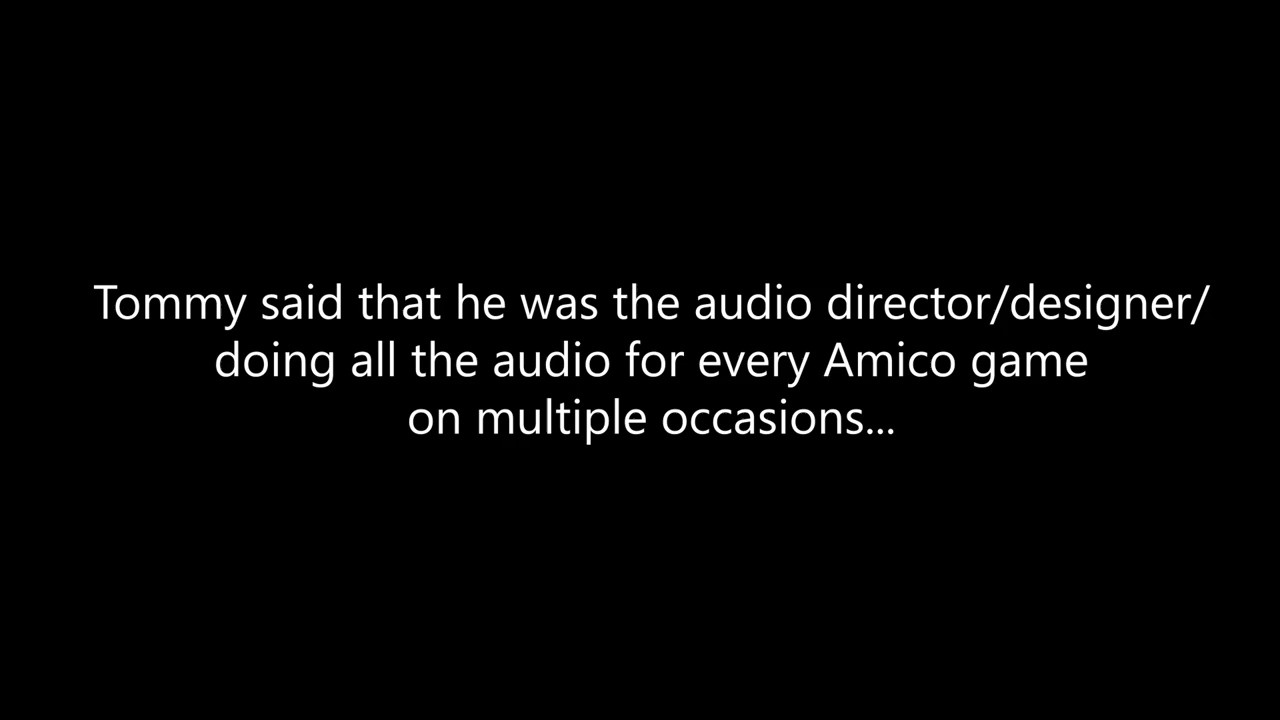 Tommy said that he was the audio director/designer/
doing all the audio for every Amico game
on multiple occasions...